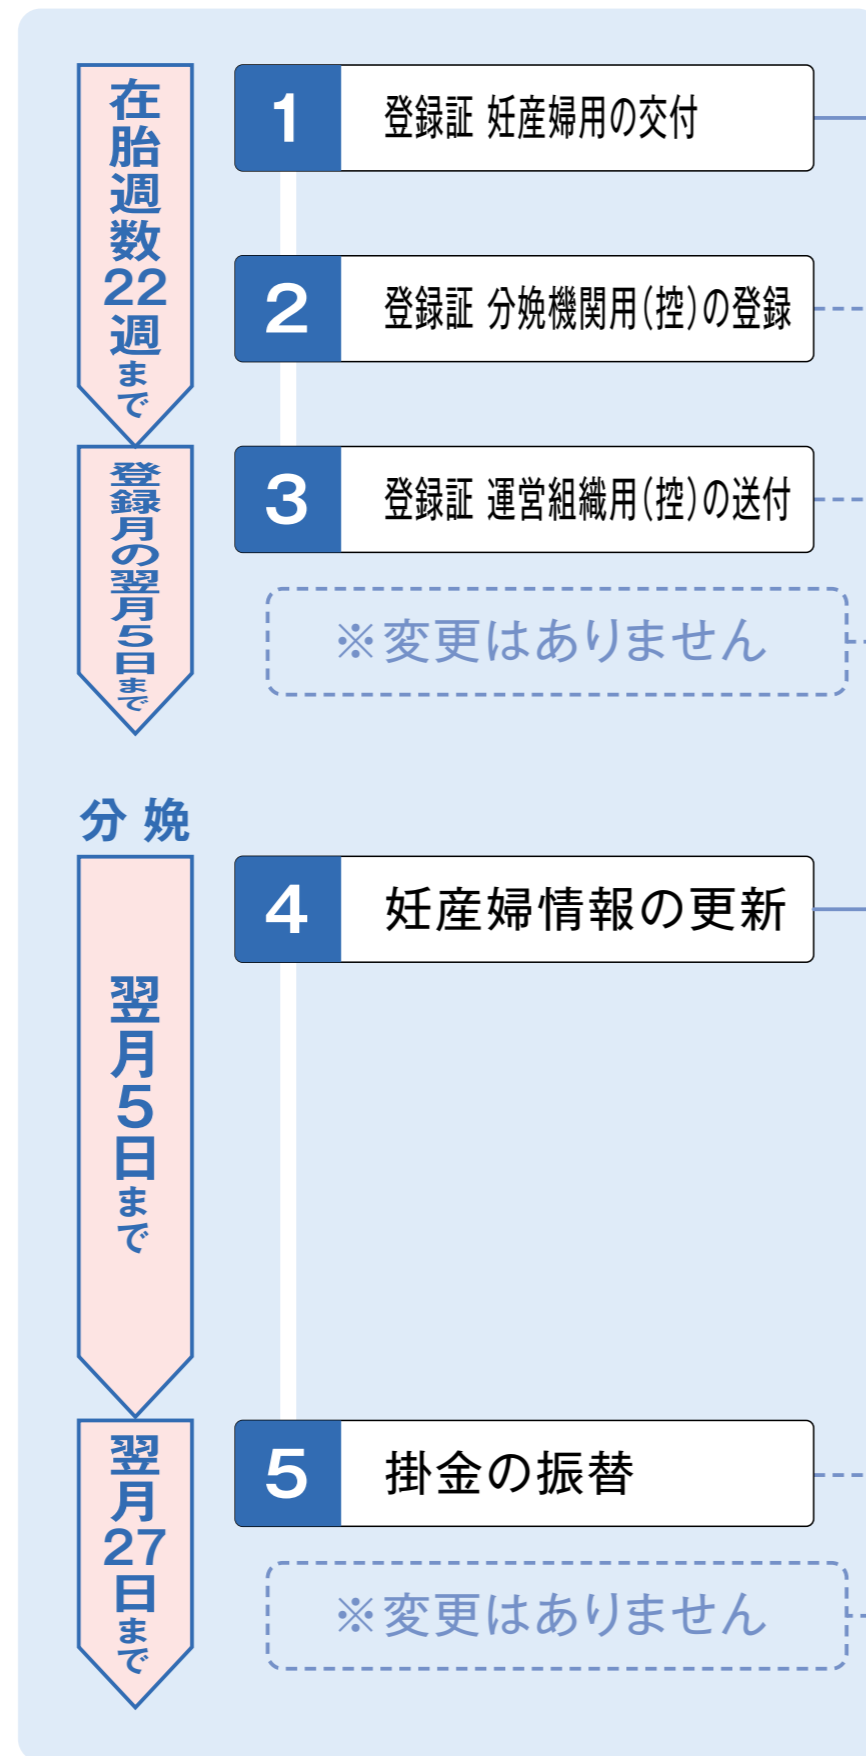 在胎週数22週まで
1
登録証 妊産婦用の交付
2
登録証 分娩機関用(控)の登録
登録月の翌月5日まで
3
登録証 運営組織用(控)の送付
※変更はありません
分娩
翌月5日まで
4
妊産婦情報の更新
翌月27日まで
5
掛金の振替
※変更はありません